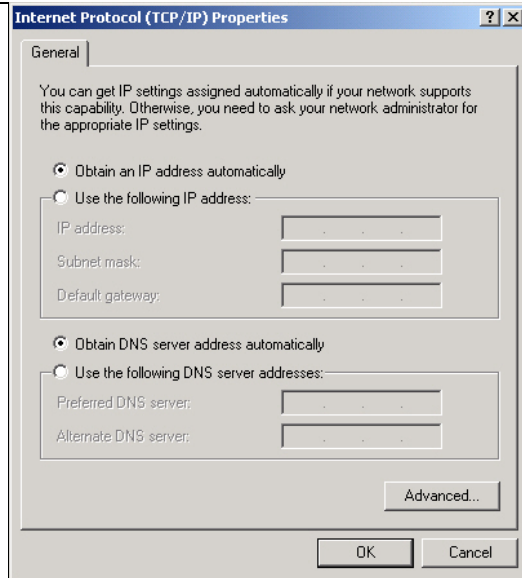 Internet Protocol (TCP/IP) Properties
General
You can get IP settings assigned automatically if your network supports
this capability. Otherwise, you need to ask your network administrator for
the appropriate IP settings.
Obtain an IP address automatically
Use the following IP address:
IP address:
Subnet mask:
Default gateway:
Obtain DNS server address automatically
Use the following DNS server addresses:
Preferred DNS server:
Alternate DNS server:
Advanced...
OK
Cancel